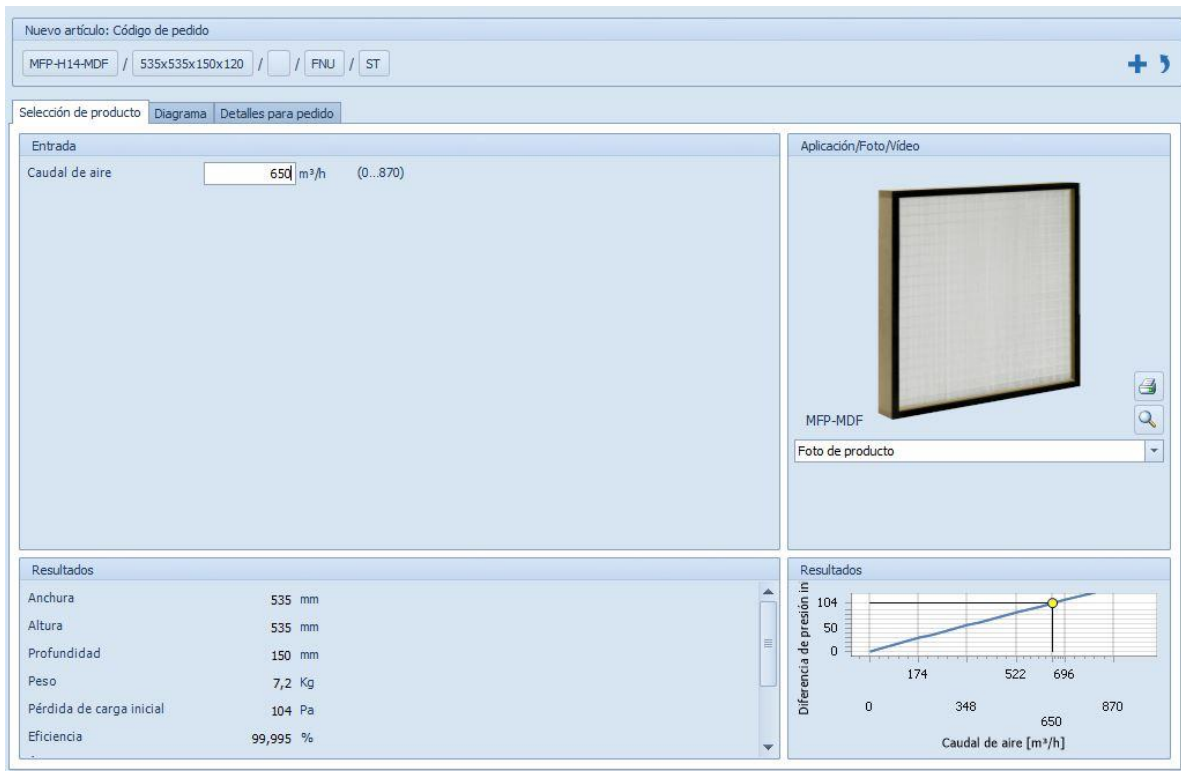 Nuevo artículo: Código de pedido
MFP-H14-MDF / 535x535x150x120 / / FNU / ST
Selección de producto Diagrama Detalles para pedido
Entrada
Caudal de aire 650 m³/h (0...870)
Aplicación/Foto/Vídeo
MFP-MDF
Foto de producto
Resultados
Anchura 535 mm
Altura 535 mm
Profundidad 150 mm
Peso 7,2 Kg
Pérdida de carga inicial 104 Pa
Eficiencia 99,995 %
Resultados
Diferencia de presión in
104
50
0
174 522 696
0 348 870
650
Caudal de aire [m³/h]